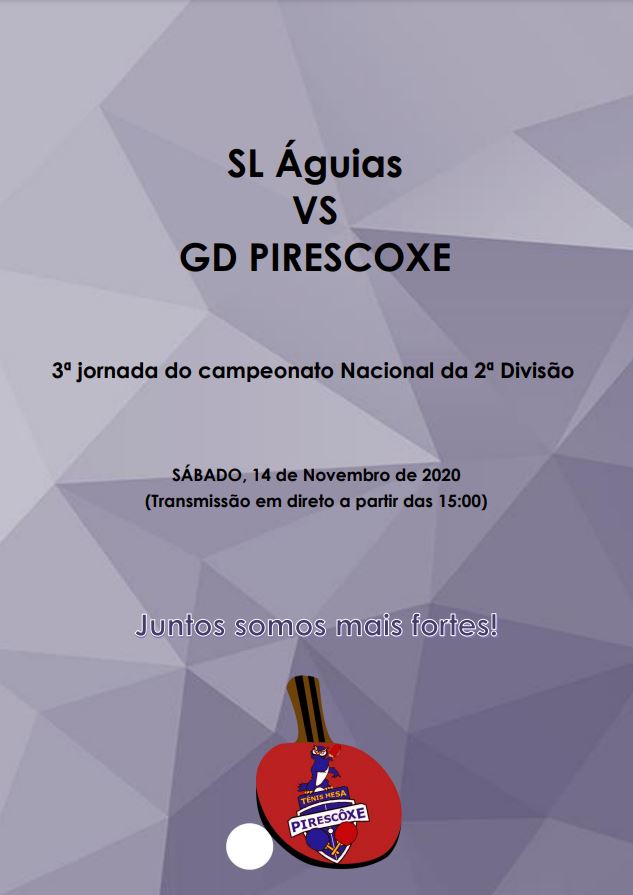 SL Águias
VS
GD PIRESCOXE
3ª jornada do campeonato Nacional da 2ª Divisão
SÁBADO, 14 de Novembro de 2020
(Transmissão em direto a partir das 15:00)
Juntos somos mais fortes!
TÉNIS MESA
PIRESCÔXE